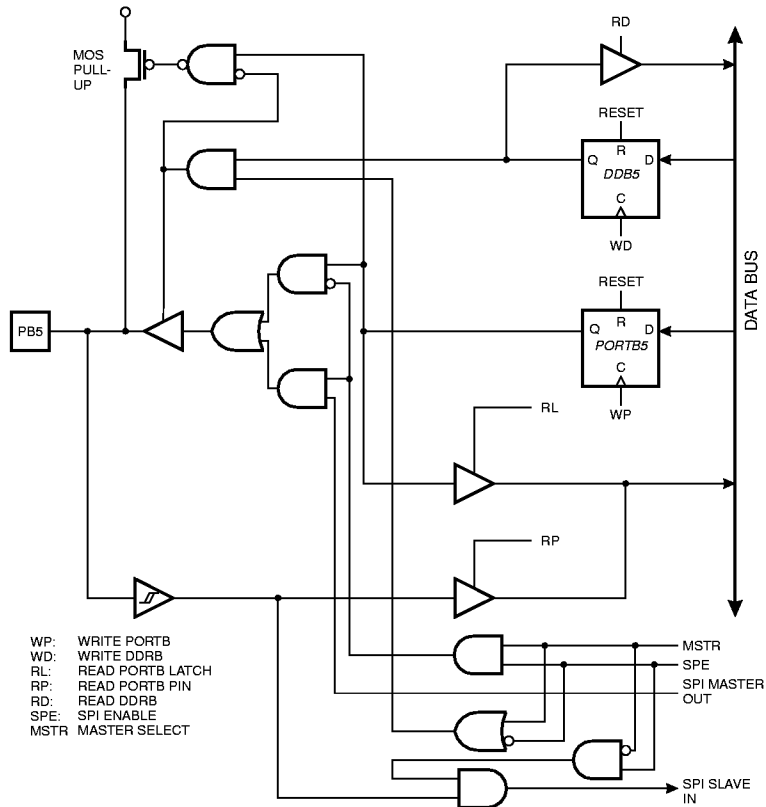 RD
MOS
PULL-
UP
RESET
R
Q
D
DDB5
C
WD
RESET
R
Q
D
PORTB5
C
WP
DATA BUS
PB5
RL
RP
WP: WRITE PORTB
WD: WRITE DDRB
RL: READ PORTB LATCH
RP: READ PORTB PIN
RD: READ DDRB
SPE: SPI ENABLE
MSTR MASTER SELECT
MSTR
SPE
SPI MASTER
OUT
SPI SLAVE
IN